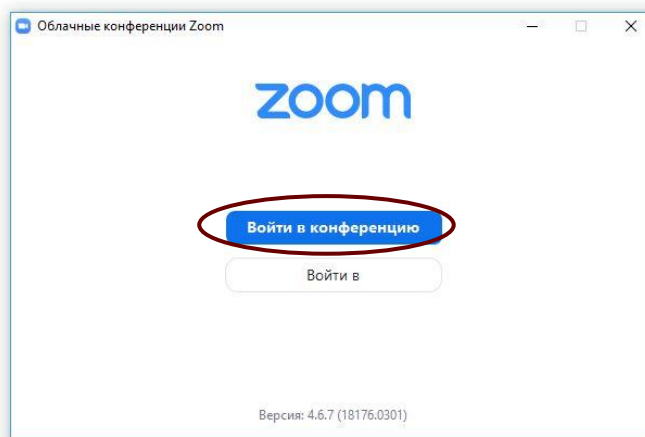 Облачные конференции Zoom
zoom
Войти в конференцию
Войти в
Версия: 4.6.7 (18176.0301)